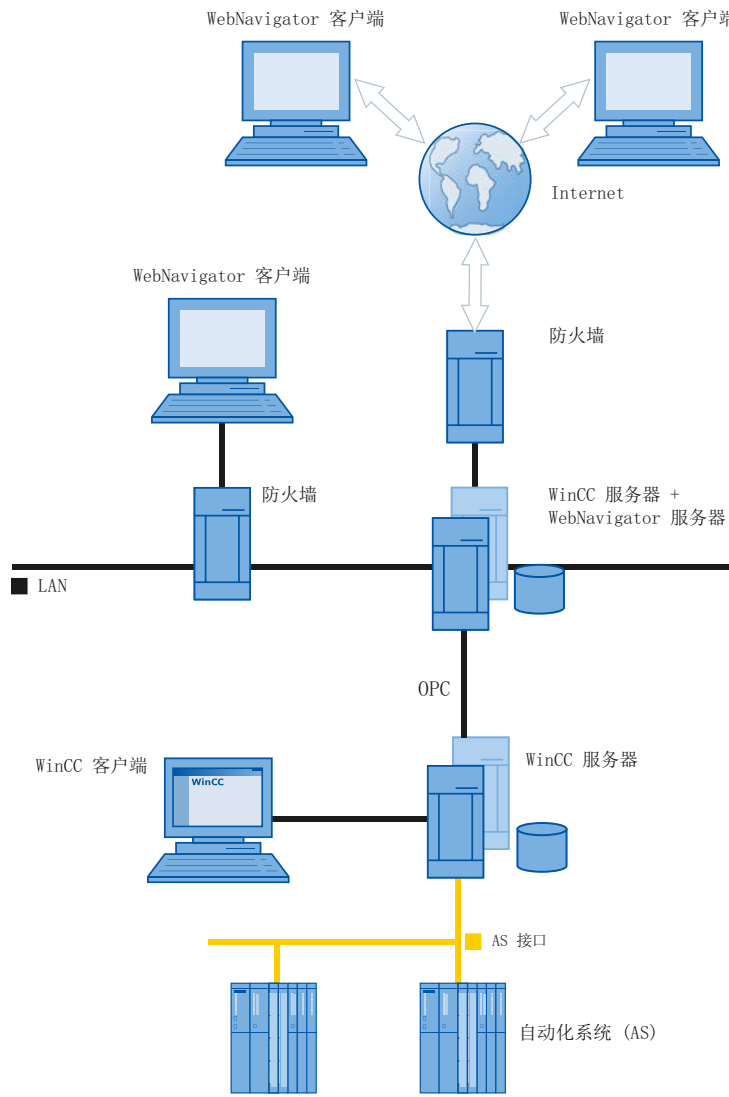 WebNavigator 客户端
WebNavigator 客户端
Internet
WebNavigator 客户端
防火墙
防火墙
WinCC 服务器 +
WebNavigator 服务器
LAN
OPC
WinCC 客户端
WinCC
WinCC 服务器
AS 接口
自动化系统 (AS)